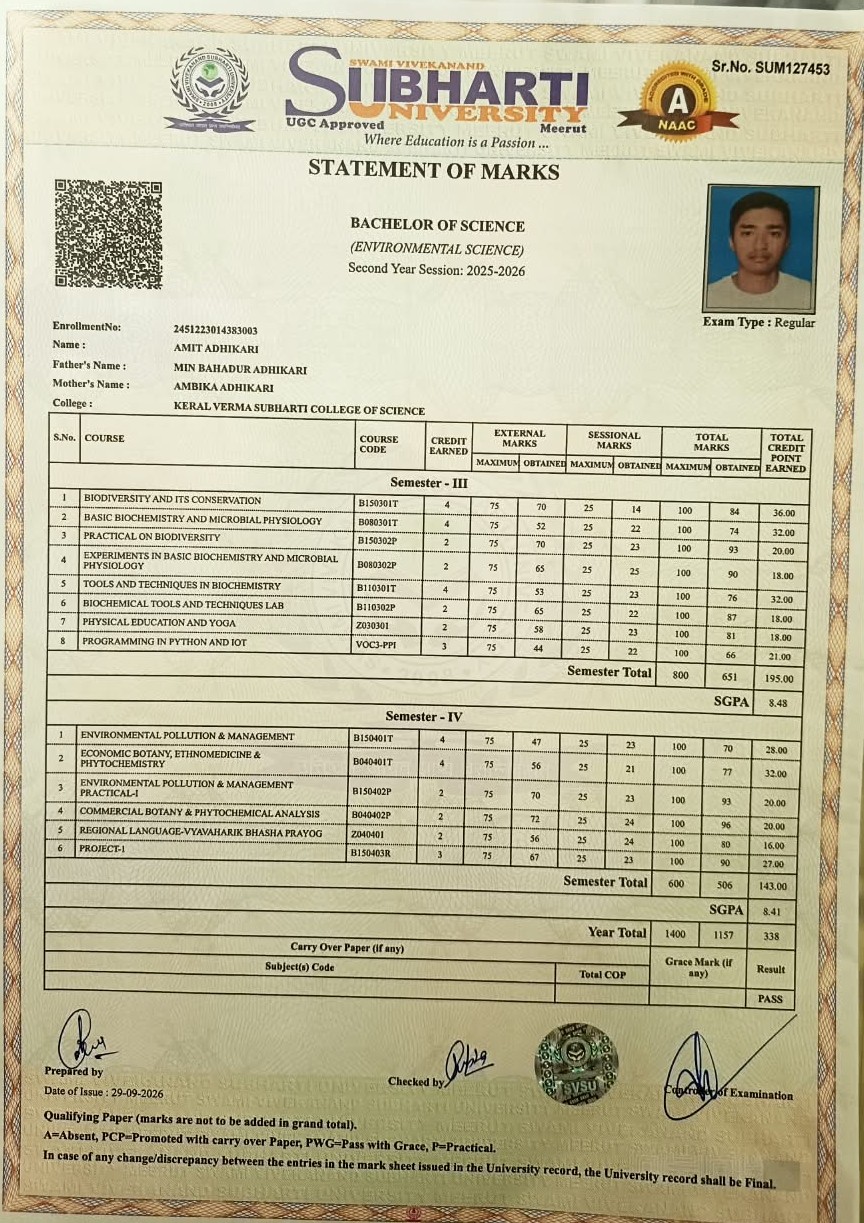 Sr.No. SUM127453
SWAMI VIVEKANAND
SUBHARTI
UNIVERSITY
UGC Approved Meerut
Where Education is a Passion ...
ACCREDITED WITH GRADE
A
NAAC
STATEMENT OF MARKS
BACHELOR OF SCIENCE
(ENVIRONMENTAL SCIENCE)
Second Year Session: 2025-2026
Exam Type : Regular
EnrollmentNo: 2451223014383003
Name : AMIT ADHIKARI
Father's Name : MIN BAHADUR ADHIKARI
Mother's Name : AMBIKA ADHIKARI
College : KERAL VERMA SUBHARTI COLLEGE OF SCIENCE
S.No. COURSE COURSE CODE CREDIT EARNED EXTERNAL MARKS SESSIONAL MARKS TOTAL MARKS TOTAL CREDIT POINT EARNED
MAXIMUM OBTAINED MAXIMUM OBTAINED MAXIMUM OBTAINED
Semester - III
1 BIODIVERSITY AND ITS CONSERVATION B150301T 4 75 70 25 14 100 84 36.00
2 BASIC BIOCHEMISTRY AND MICROBIAL PHYSIOLOGY B080301T 4 75 52 25 22 100 74 32.00
3 PRACTICAL ON BIODIVERSITY B150302P 2 75 70 25 23 100 93 20.00
4 EXPERIMENTS IN BASIC BIOCHEMISTRY AND MICROBIAL PHYSIOLOGY B080302P 2 75 65 25 25 100 90 18.00
5 TOOLS AND TECHNIQUES IN BIOCHEMISTRY B110301T 4 75 53 25 23 100 76 32.00
6 BIOCHEMICAL TOOLS AND TECHNIQUES LAB B110302P 2 75 65 25 22 100 87 18.00
7 PHYSICAL EDUCATION AND YOGA Z030301 2 75 58 25 23 100 81 18.00
8 PROGRAMMING IN PYTHON AND IOT VOC3-PPI 3 75 44 25 22 100 66 21.00
Semester Total 800 651 195.00
SGPA 8.48
Semester - IV
1 ENVIRONMENTAL POLLUTION & MANAGEMENT B150401T 4 75 47 25 23 100 70 28.00
2 ECONOMIC BOTANY, ETHNOMEDICINE & PHYTOCHEMISTRY B040401T 4 75 56 25 21 100 77 32.00
3 ENVIRONMENTAL POLLUTION & MANAGEMENT PRACTICAL-I B150402P 2 75 70 25 23 100 93 20.00
4 COMMERCIAL BOTANY & PHYTOCHEMICAL ANALYSIS B040402P 2 75 72 25 24 100 96 20.00
5 REGIONAL LANGUAGE-VYAVAHARIK BHASHA PRAYOG Z040401 2 75 56 25 24 100 80 16.00
6 PROJECT-1 B150403R 3 75 67 25 23 100 90 27.00
Semester Total 600 506 143.00
SGPA 8.41
Year Total 1400 1157 338
Carry Over Paper (if any) Grace Mark (if any) Result
Subject(s) Code Total COP
PASS
Prepared by
Checked by
SVSU
Controller of Examination
Date of Issue : 29-09-2026
Qualifying Paper (marks are not to be added in grand total).
A=Absent, PCP=Promoted with carry over Paper, PWG=Pass with Grace, P=Practical.
In case of any change/discrepancy between the entries in the mark sheet issued in the University record, the University record shall be Final.